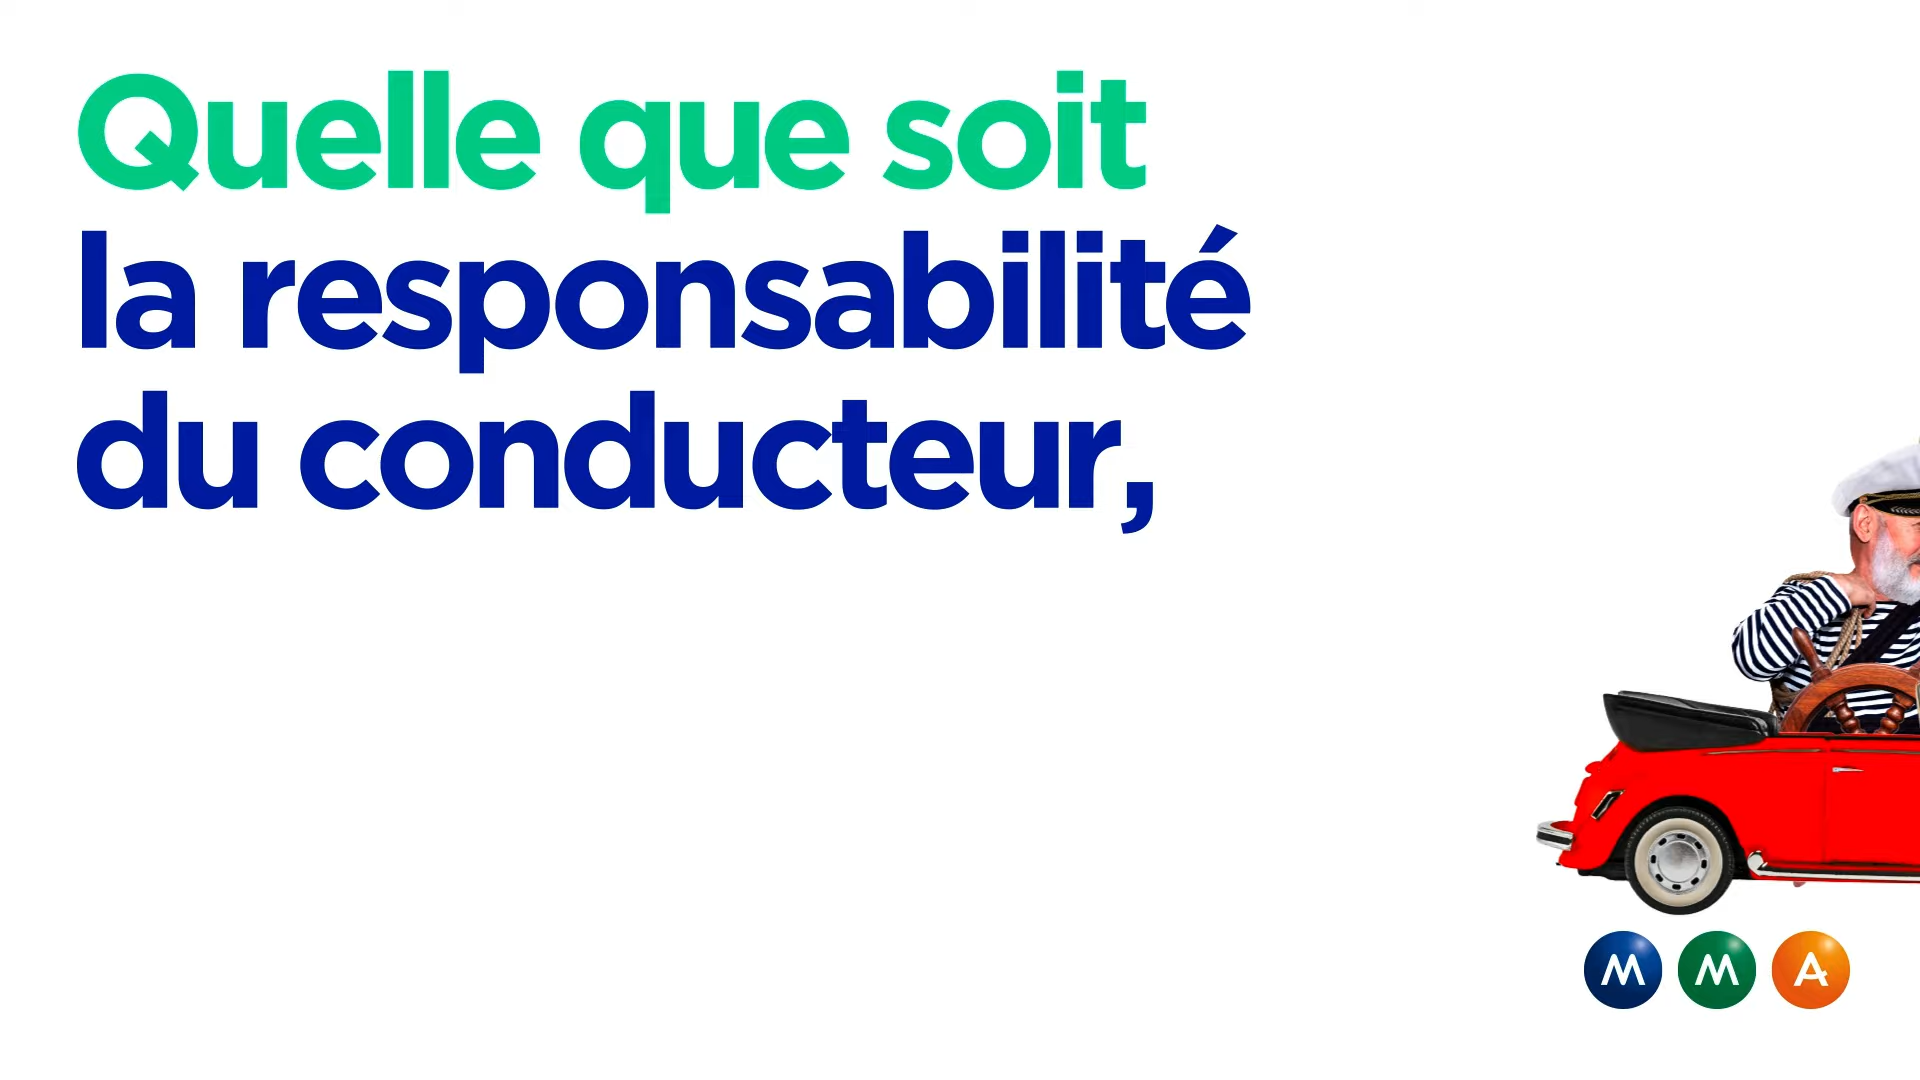 Quelle que soit
la responsabilité
du conducteur,
MMA